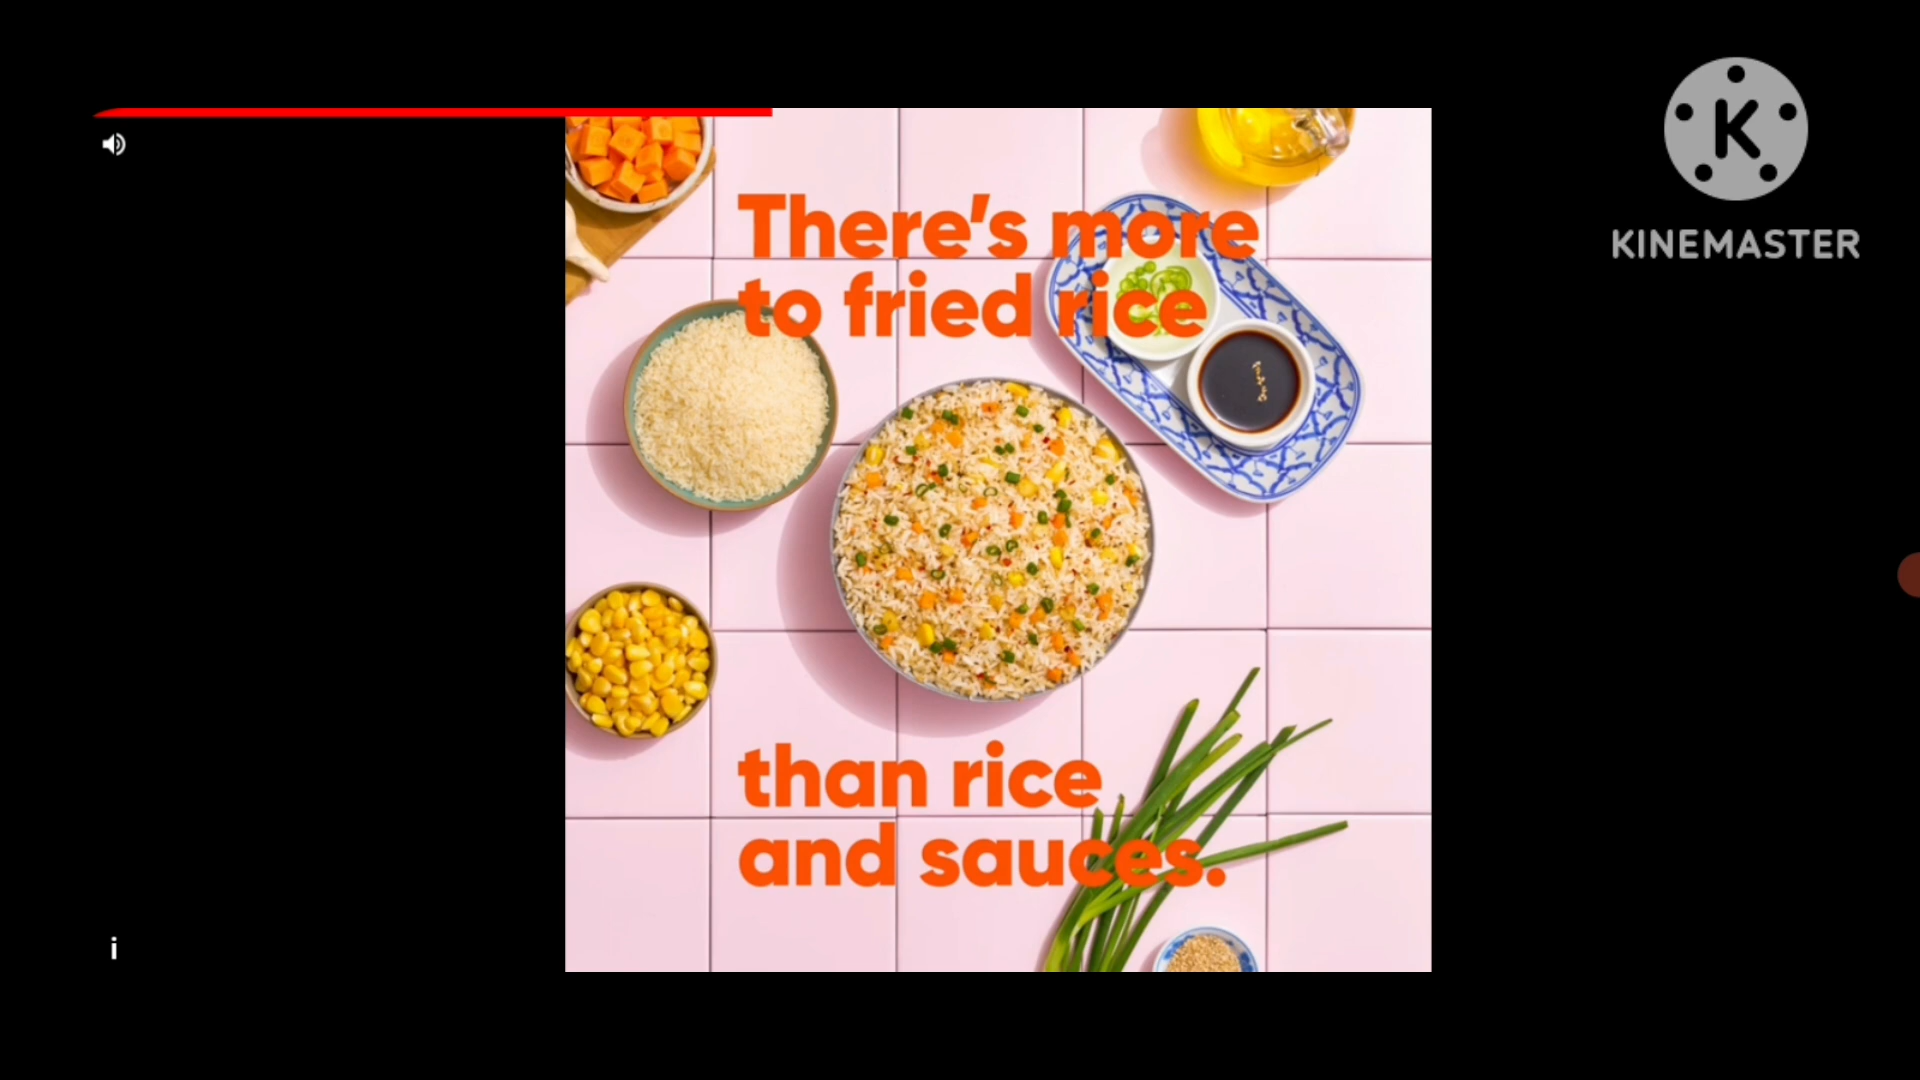 There's more
to fried rice
than rice
and sauces.
K
KINEMASTER
i